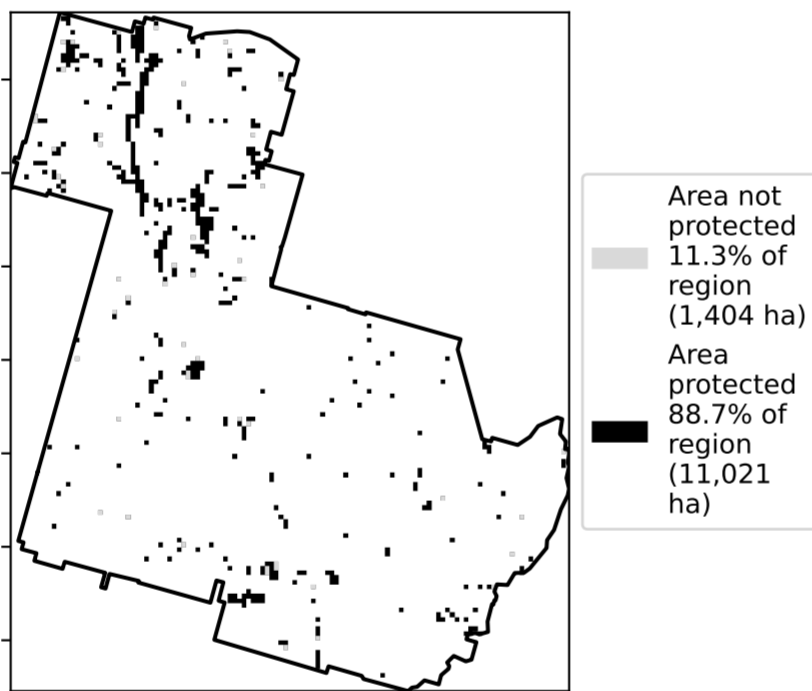 Area not
protected
11.3% of
region
(1,404 ha)
Area
protected
88.7% of
region
(11,021
ha)